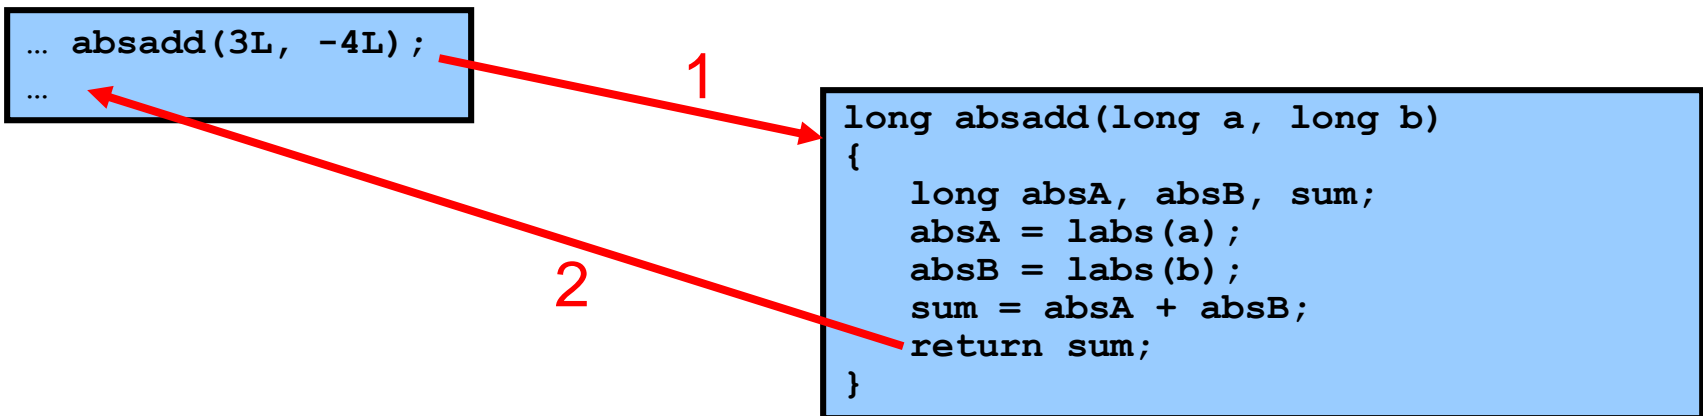 … absadd(3L, -4L);
…
1
2
long absadd(long a, long b)
{
   long absA, absB, sum;
   absA = labs(a);
   absB = labs(b);
   sum = absA + absB;
   return sum;
}